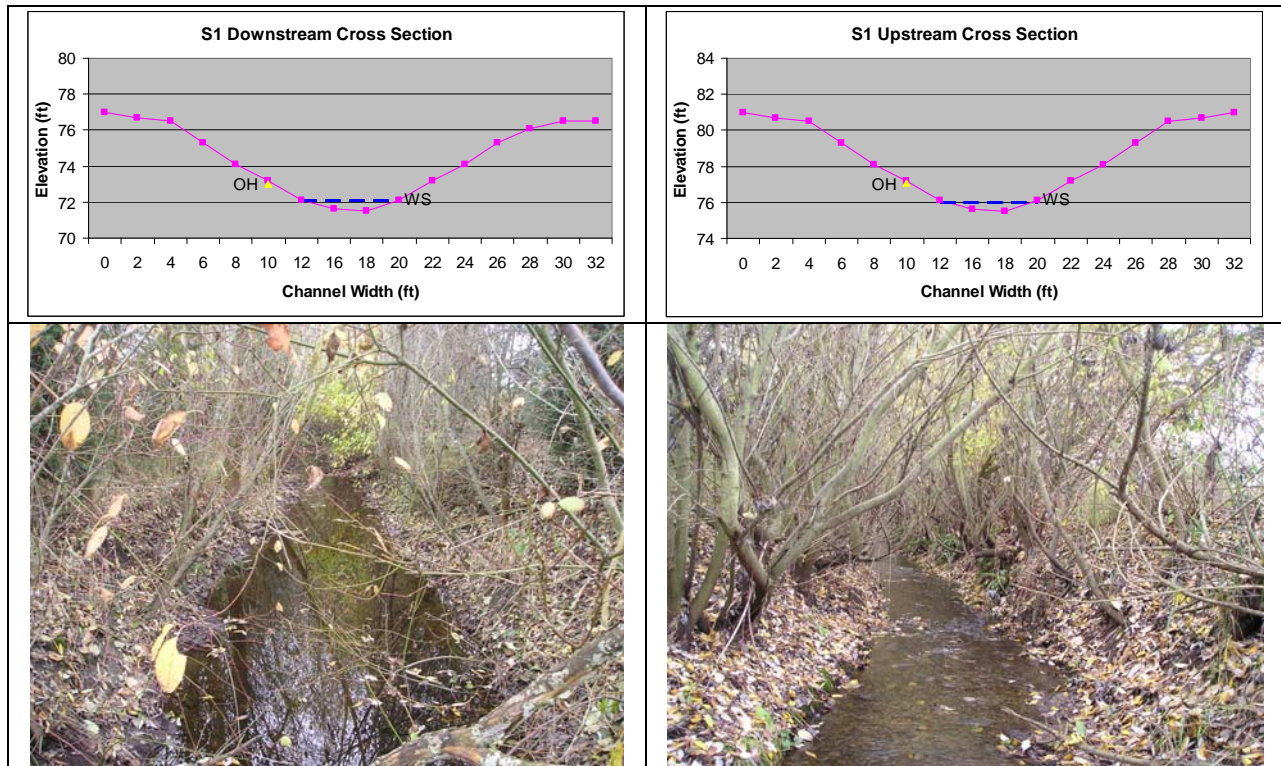 S1 Downstream Cross Section
80
78
76
74
72
70
Elevation (ft)
OH
WS
0 2 4 6 8 10 12 16 18 20 22 24 26 28 30 32
Channel Width (ft)
S1 Upstream Cross Section
84
82
80
78
76
74
Elevation (ft)
OH
WS
0 2 4 6 8 10 12 16 18 20 22 24 26 28 30 32
Channel Width (ft)